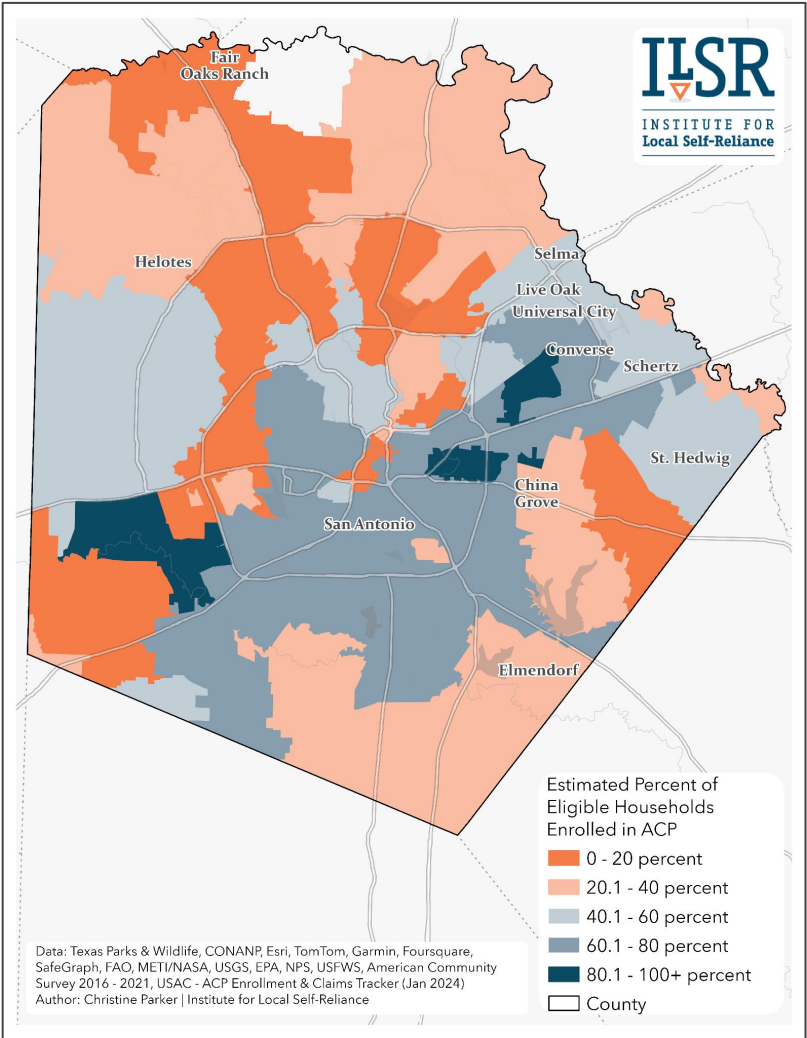 Fair
Oaks Ranch
ILSR
INSTITUTE FOR
Local Self-Reliance
Helotes
Selma
Live Oak
Universal City
Converse
Schertz
St. Hedwig
China
Grove
San Antonio
Elmendorf
Estimated Percent of
Eligible Households
Enrolled in ACP
0 - 20 percent
20.1 - 40 percent
40.1 - 60 percent
60.1 - 80 percent
80.1 - 100+ percent
County
Data: Texas Parks & Wildlife, CONANP, Esri, TomTom, Garmin, Foursquare,
SafeGraph, FAO, METI/NASA, USGS, EPA, NPS, USFWS, American Community
Survey 2016 - 2021, USAC - ACP Enrollment & Claims Tracker (Jan 2024)
Author: Christine Parker | Institute for Local Self-Reliance